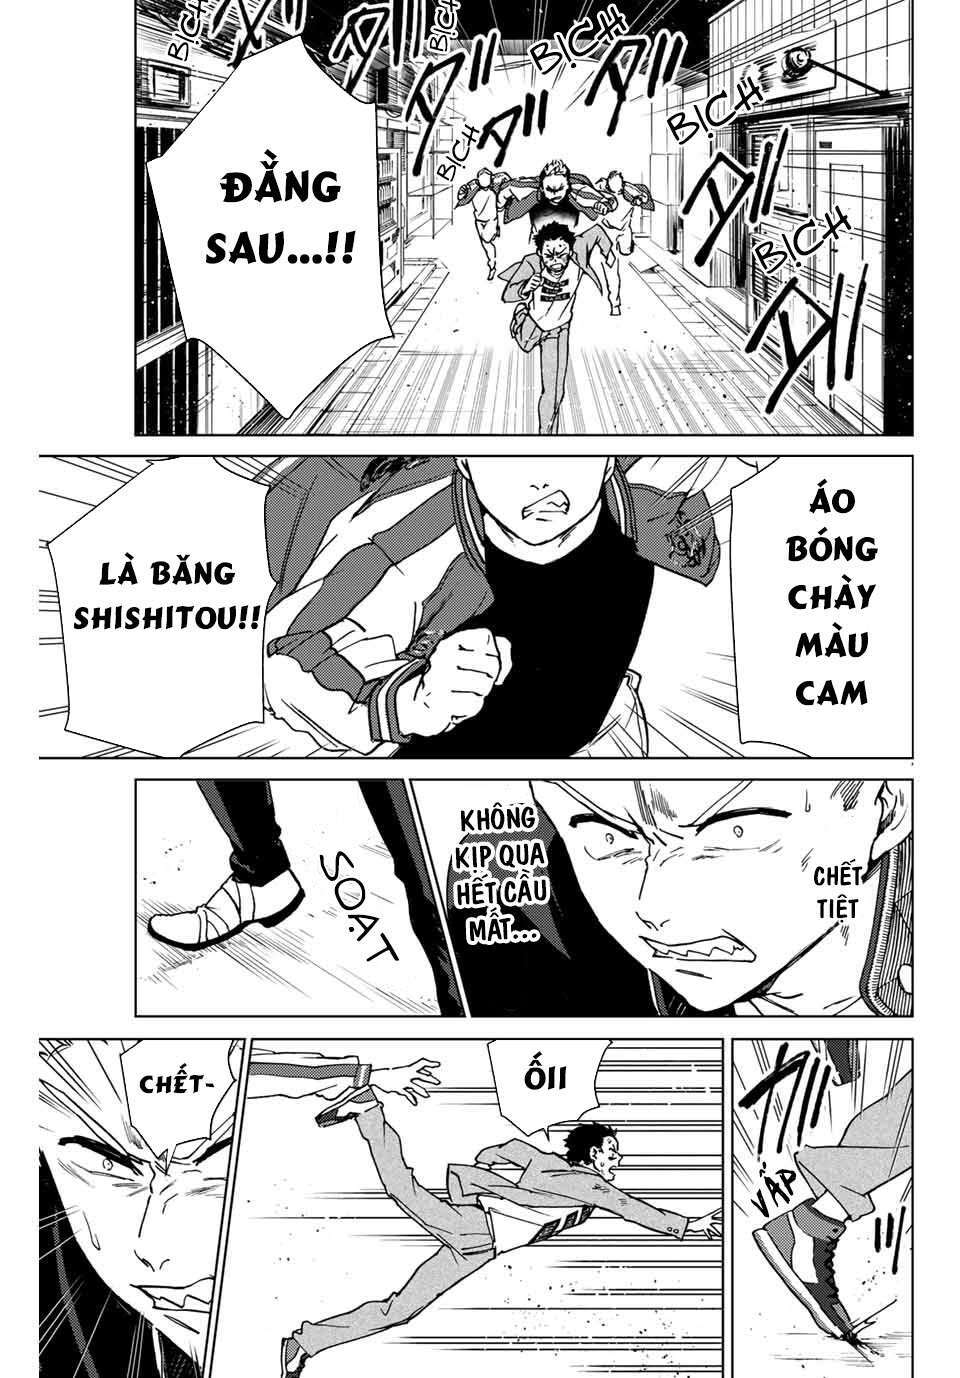 BỊCH
BỊCH
BỊCH
BỊCH
BỊCH
BỊCH
ĐẰNG
SAU...!!
ÁO
BÓNG
CHÀY
MÀU
CAM
LÀ BĂNG
SHISHITOU!!
CHẾT
TIỆT
KHÔNG
KỊP QUA
HẾT CẦU
MẤT...
SOẠT
VẤP
ỐII
CHẾT-